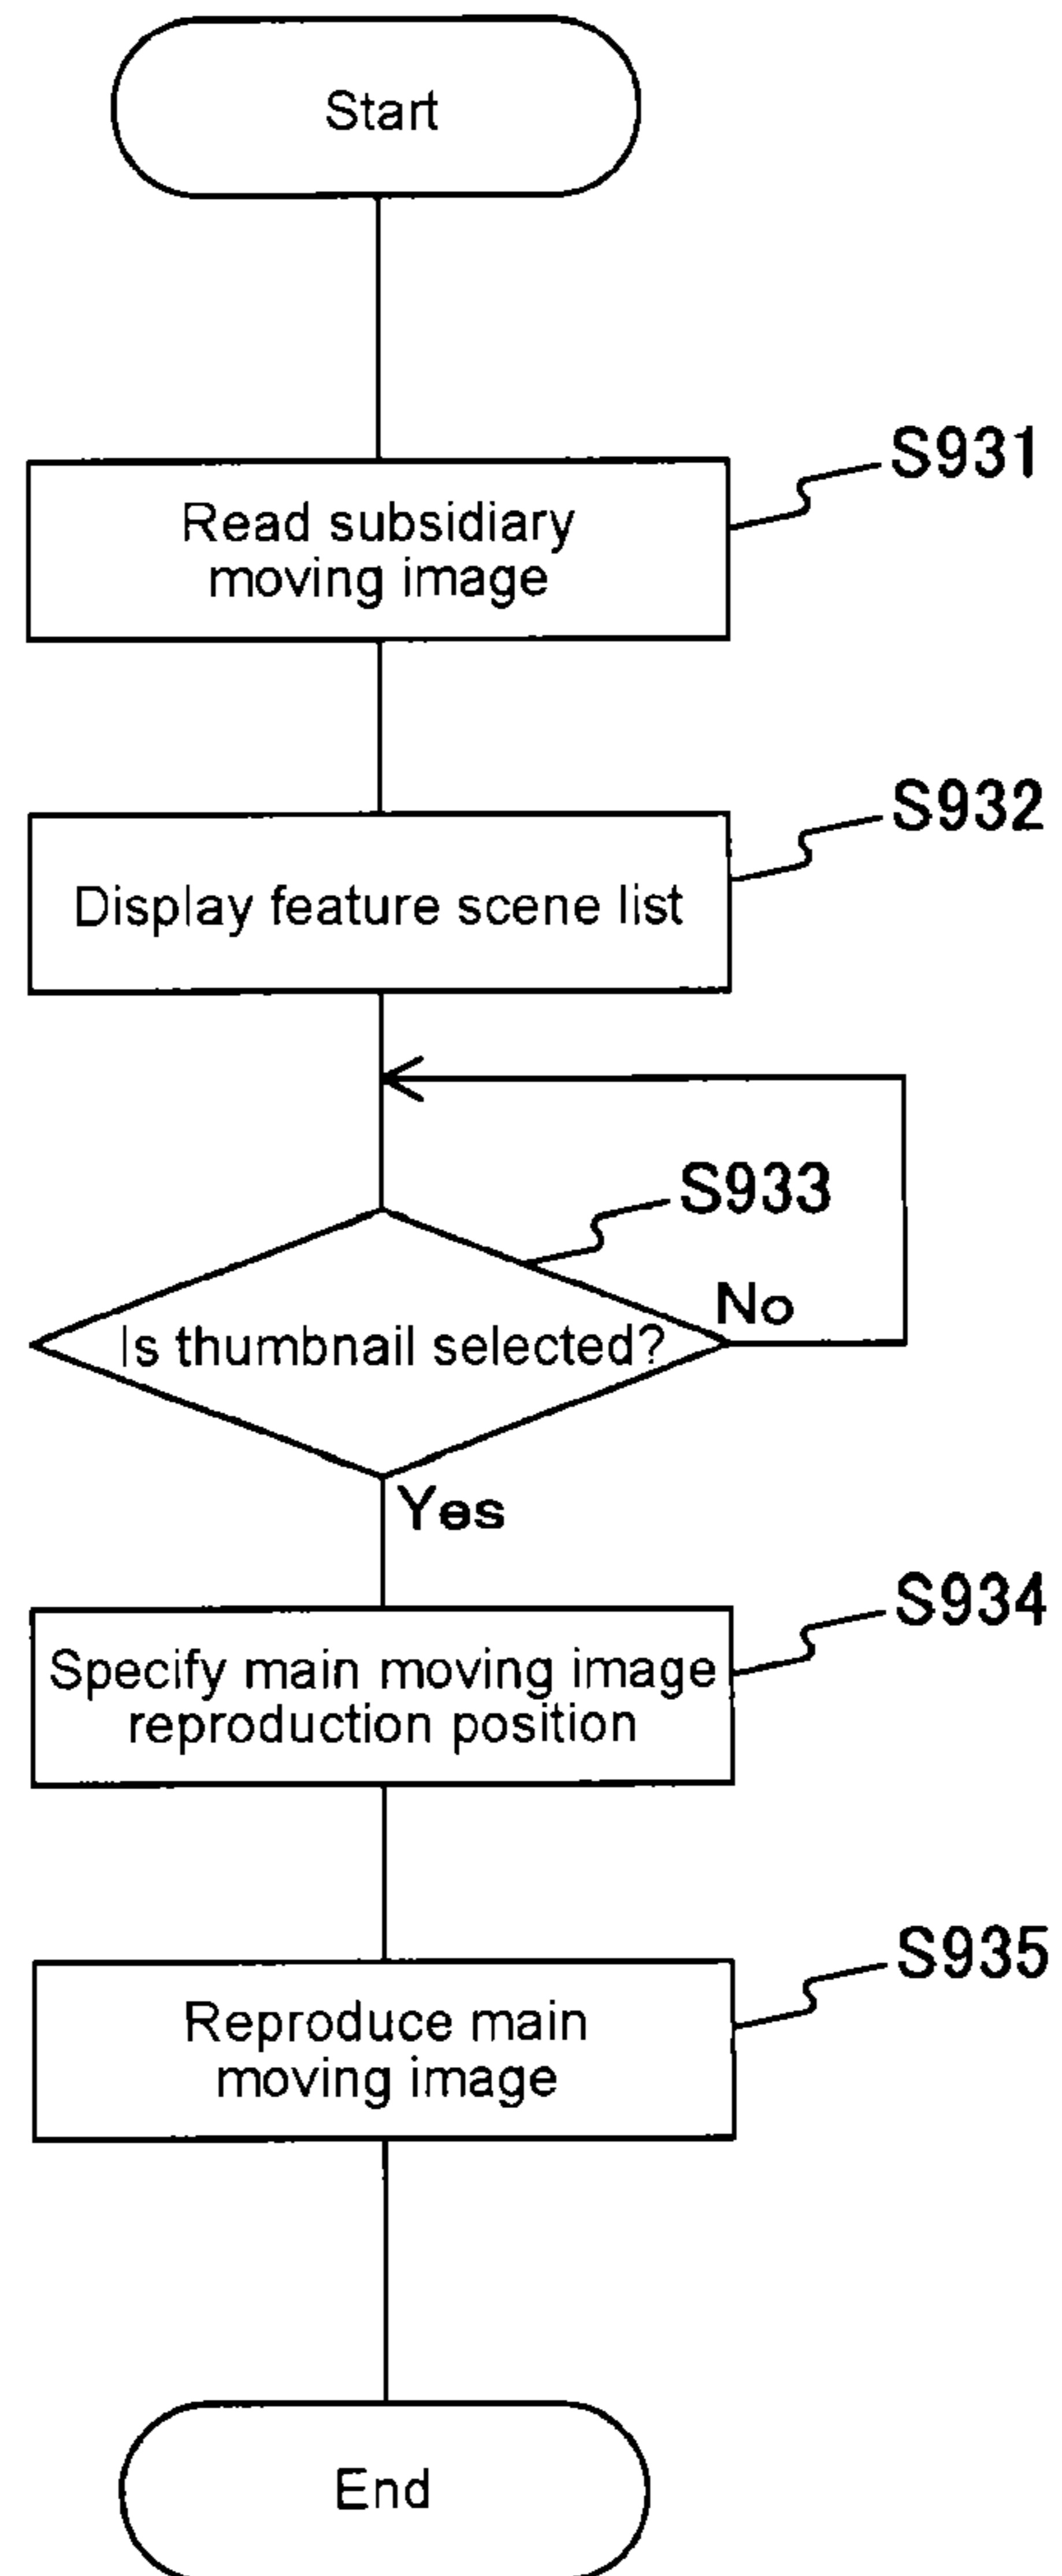 Start
S931
Read subsidiary
moving image
S932
Display feature scene list
S933
No
Is thumbnail selected?
Yes
S934
Specify main moving image
reproduction position
S935
Reproduce main
moving image
End